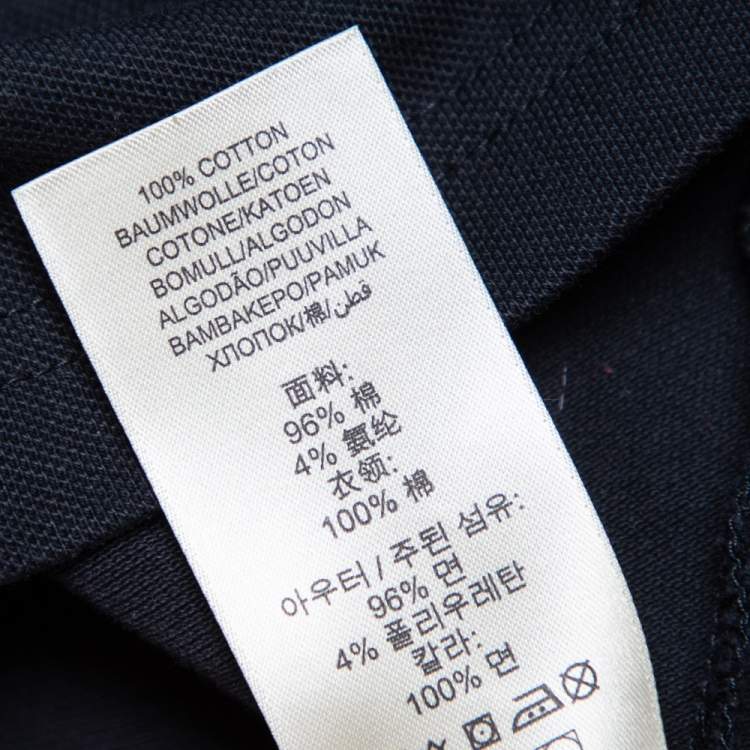 100% COTTON
BAUMWOLLE/COTON
COTONE/KATOEN
BOMULL/ALGODON
ALGODÃO/PUUVILLA
ΒΑΜΒΑΚΕΡΟ/PAMUK
ХЛОПОК/棉/قطن
面料:
96% 棉
4% 氨纶
衣领:
100% 棉
아우터 / 주된 섬유:
96% 면
4% 폴리우레탄
칼라:
100% 면